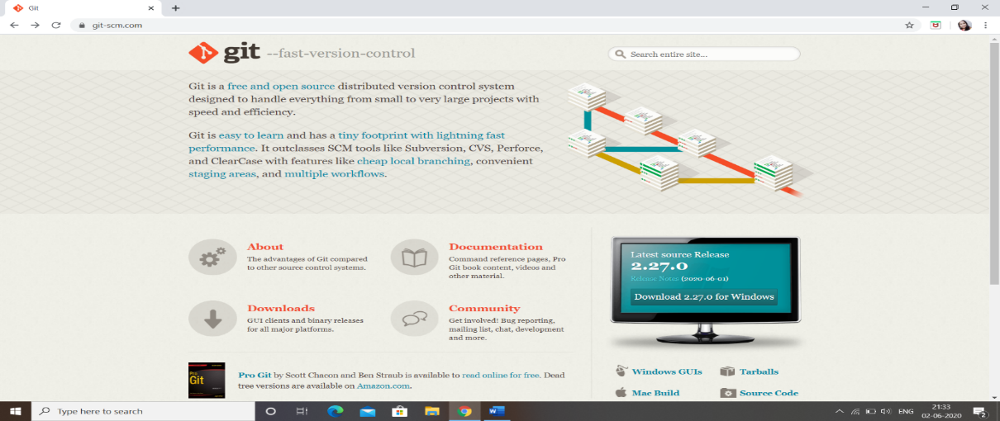 Git
git-scm.com
git --fast-version-control
Search entire site...
Git is a free and open source distributed version control system
designed to handle everything from small to very large projects with
speed and efficiency.
Git is easy to learn and has a tiny footprint with lightning fast
performance. It outclasses SCM tools like Subversion, CVS, Perforce,
and ClearCase with features like cheap local branching, convenient
staging areas, and multiple workflows.
About
The advantages of Git compared
to other source control systems.
Documentation
Command reference pages, Pro
Git book content, videos and
other material.
Downloads
GUI clients and binary releases
for all major platforms.
Community
Get involved! Bug reporting,
mailing list, chat, development
and more.
Latest source Release
2.27.0
Release Notes (2020-06-01)
Download 2.27.0 for Windows
Pro
Git
Pro Git by Scott Chacon and Ben Straub is available to read online for free. Dead
tree versions are available on Amazon.com.
Windows GUIs
Tarballs
Mac Build
Source Code
Type here to search
ENG
21:33
02-06-2020
2